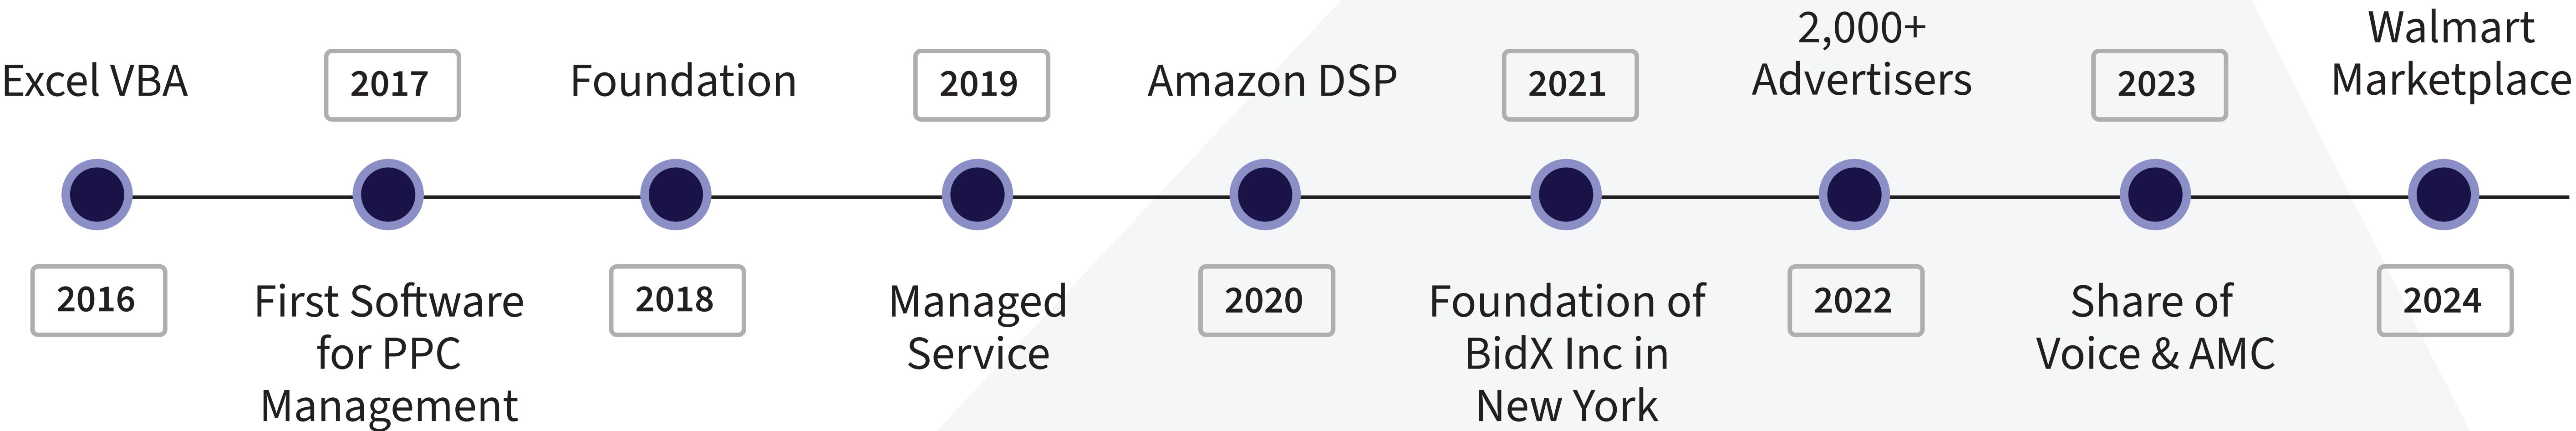 Excel VBA
2016
2017
First Software
for PPC
Management
Foundation
2018
2019
Managed
Service
Amazon DSP
2020
2021
Foundation of
BidX Inc in
New York
2,000+
Advertisers
2022
2023
Share of
Voice & AMC
Walmart
Marketplace
2024